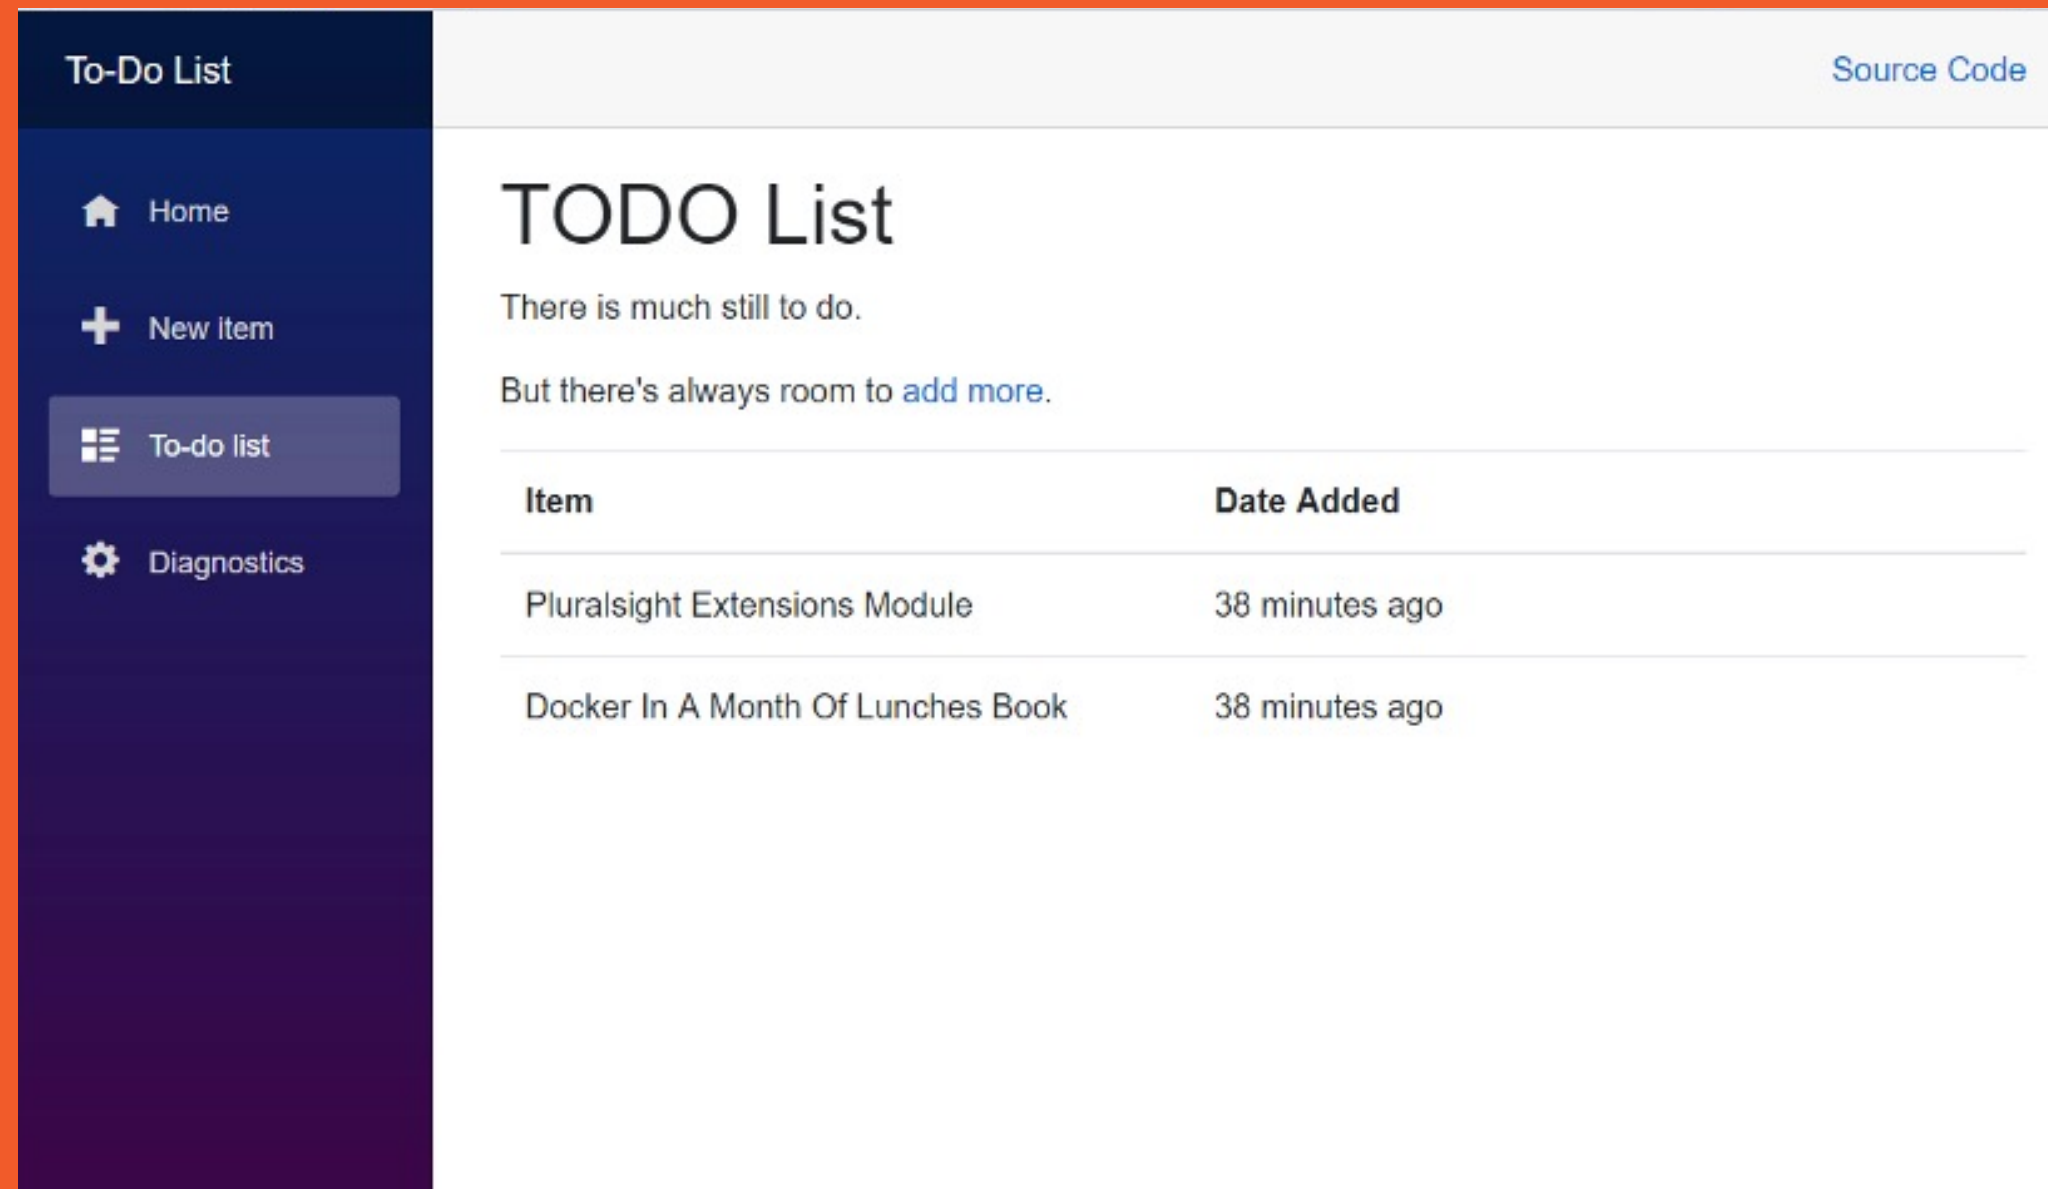 To-Do List
Source Code
Home
New item
To-do list
Diagnostics
TODO List
There is much still to do.
But there's always room to add more.
Item Date Added
Pluralsight Extensions Module 38 minutes ago
Docker In A Month Of Lunches Book 38 minutes ago